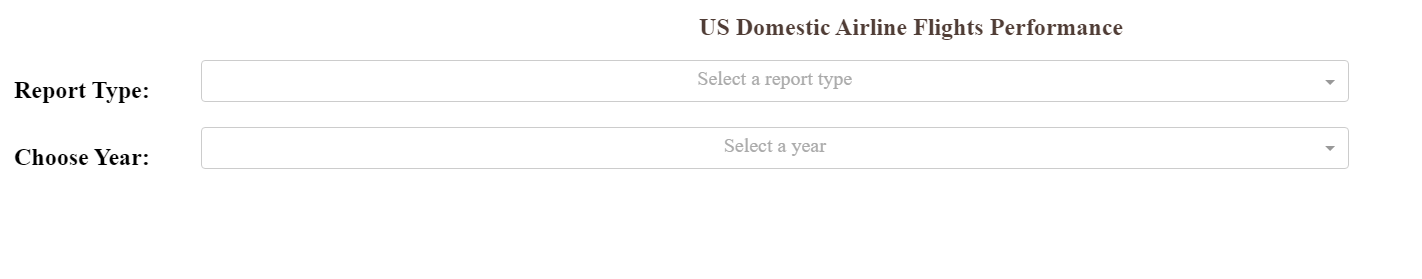 US Domestic Airline Flights Performance
Report Type:
Select a report type
Choose Year:
Select a year